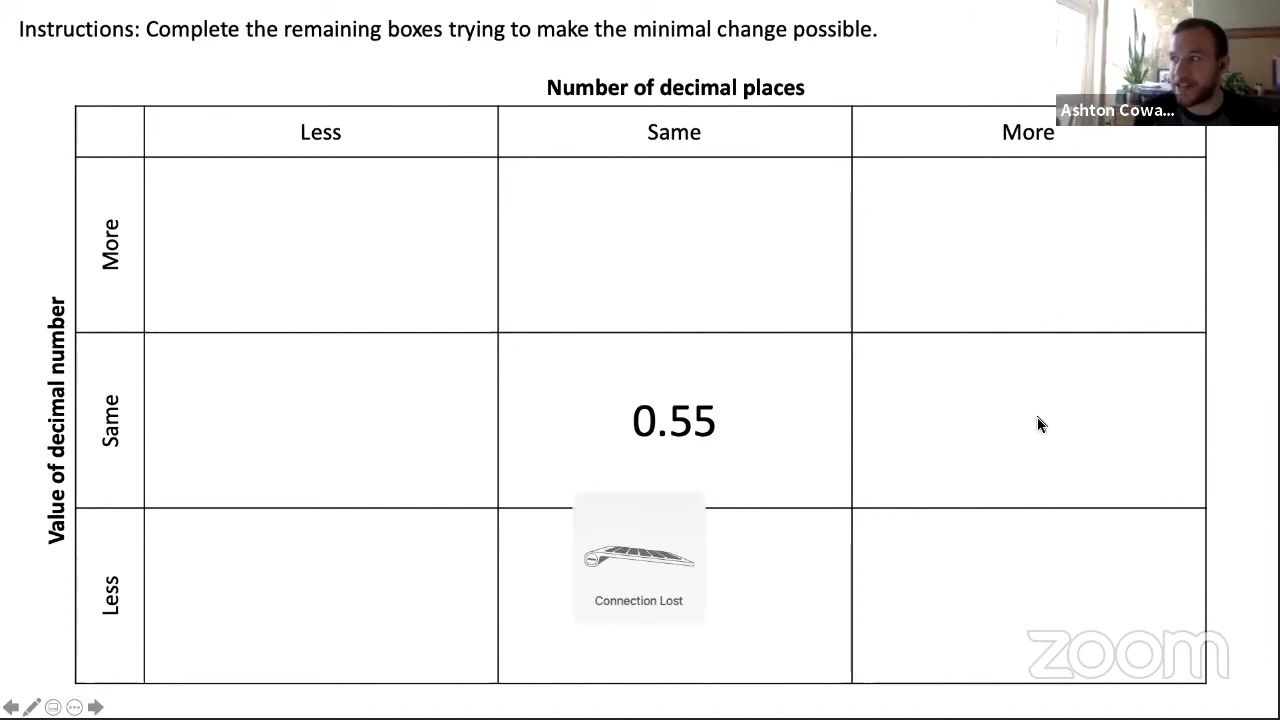 Instructions: Complete the remaining boxes trying to make the minimal change possible.
Ashton Cowa...
Number of decimal places
Less
Same
More
Value of decimal number
More
Same
0.55
Less
Connection Lost
zoom